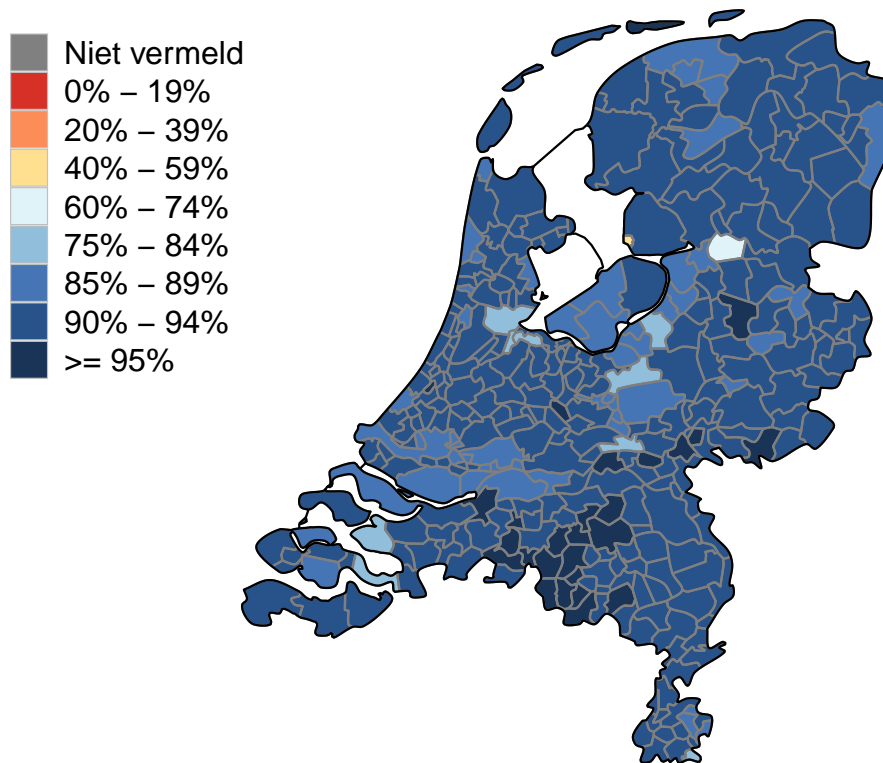 Niet vermeld
0% – 19%
20% – 39%
40% – 59%
60% – 74%
75% – 84%
85% – 89%
90% – 94%
>= 95%